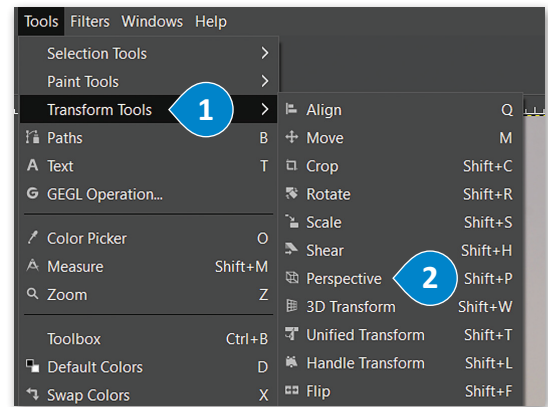 Tools Filters Windows Help
Selection Tools >
Paint Tools >
Transform Tools 1 >
Paths B
A Text T
G GEGL Operation...
Color Picker O
Measure Shift+M
Zoom Z
Toolbox Ctrl+B
Default Colors D
Swap Colors X
Align Q
Move M
Crop Shift+C
Rotate Shift+R
Scale Shift+S
Shear Shift+H
Perspective 2 Shift+P
3D Transform Shift+W
Unified Transform Shift+T
Handle Transform Shift+L
Flip Shift+F